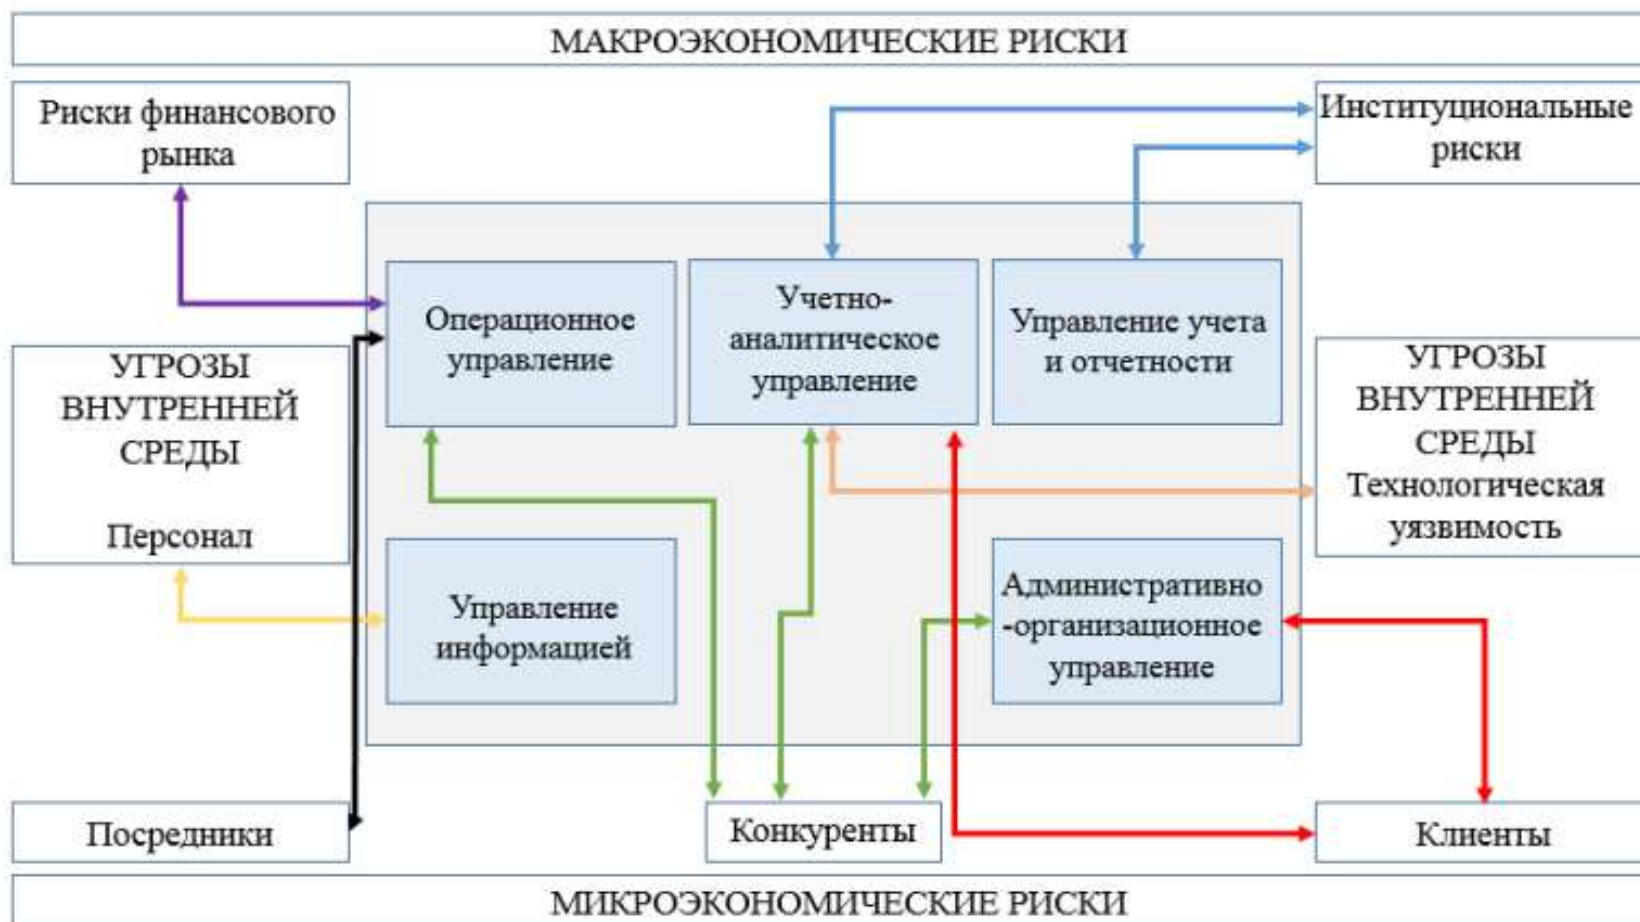 МАКРОЭКОНОМИЧЕСКИЕ РИСКИ
Риски финансового
рынка
Институциональные
риски
Операционное
управление
Учетно-
аналитическое
управление
Управление учета
и отчетности
УГРОЗЫ
ВНУТРЕННЕЙ
СРЕДЫ
Персонал
УГРОЗЫ
ВНУТРЕННЕЙ
СРЕДЫ
Технологическая
уязвимость
Управление
информацией
Административно
-организационное
управление
Посредники
Конкуренты
Клиенты
МИКРОЭКОНОМИЧЕСКИЕ РИСКИ